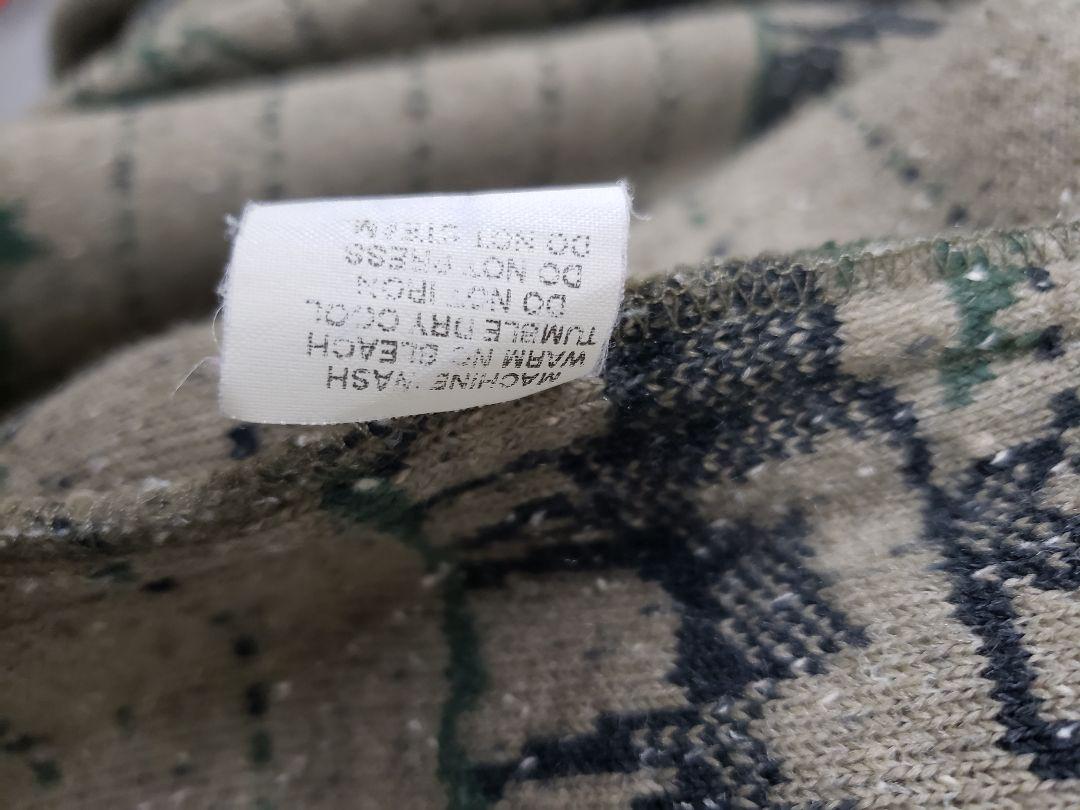 MACHINE WASH
WARM NO BLEACH
TUMBLE DRY COOL
DO NOT IRON
DO NOT PRESS
DO NOT STEAM